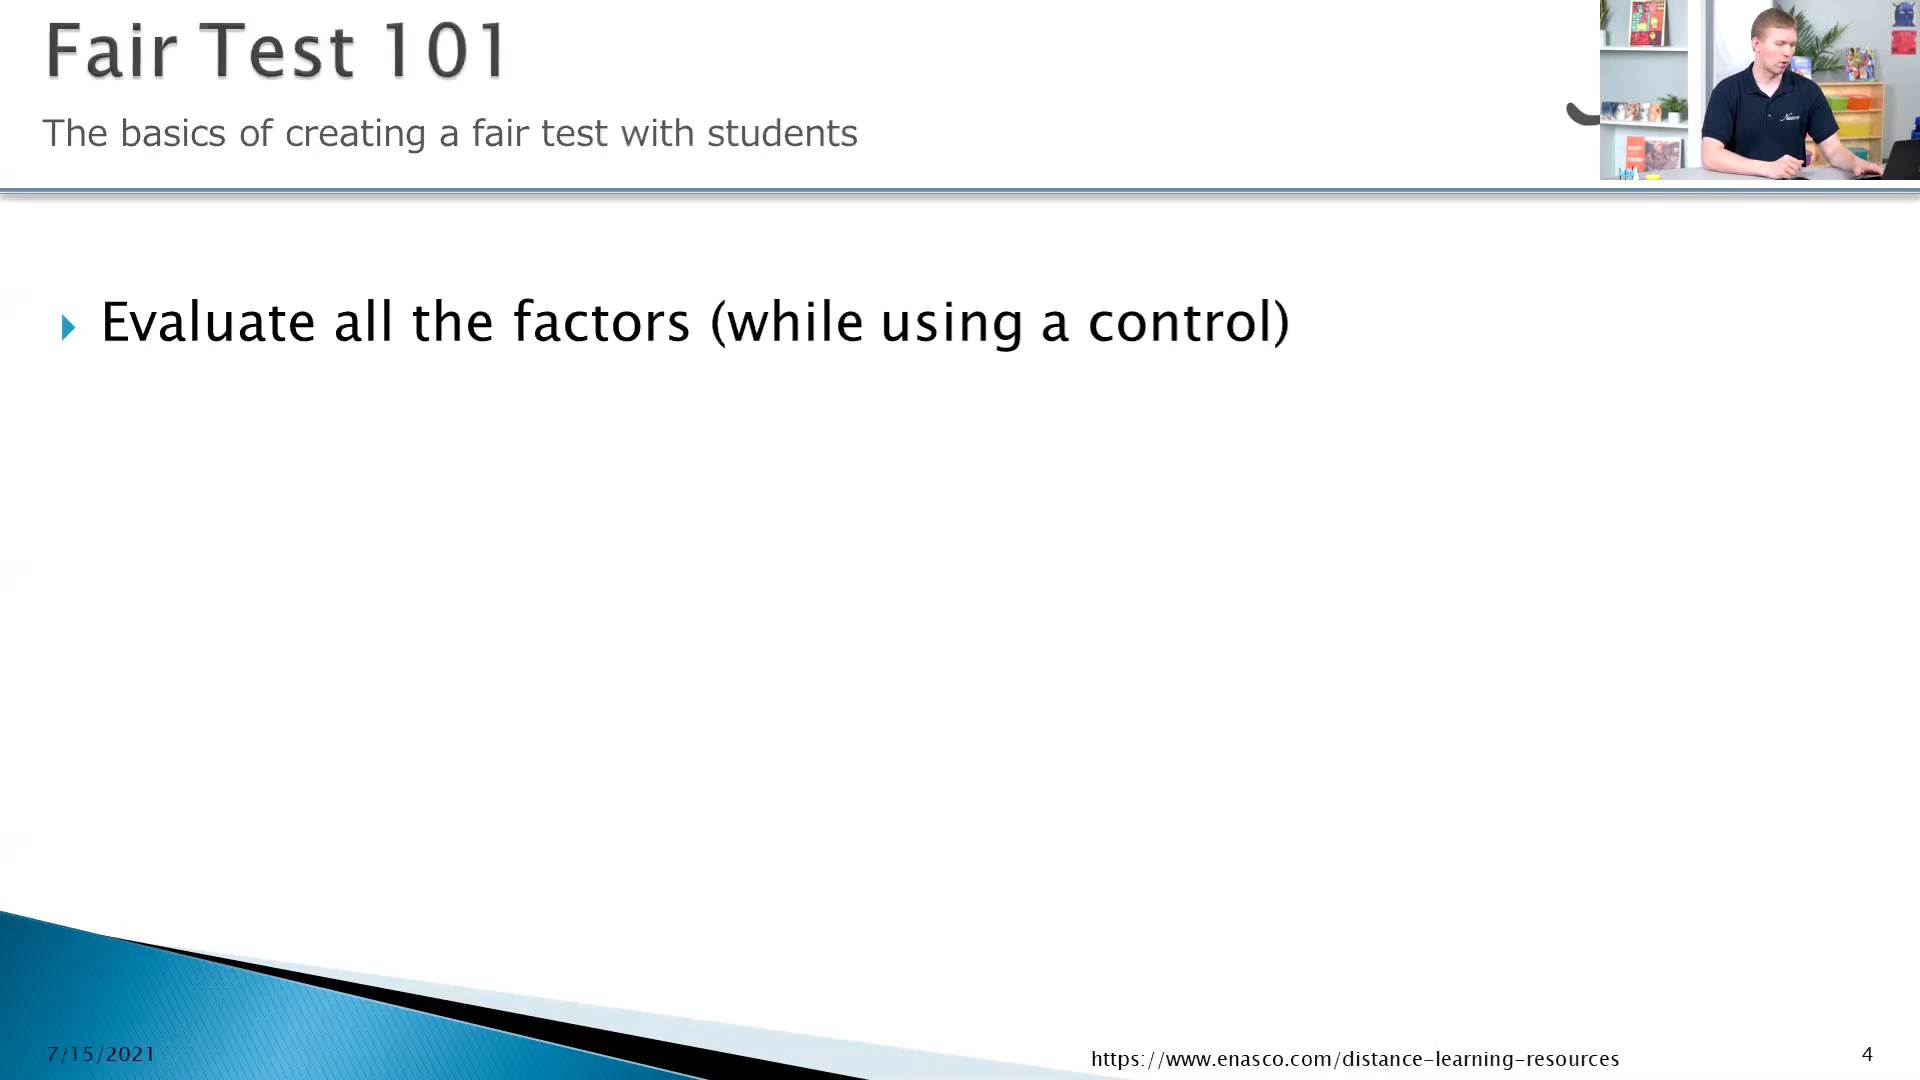 Fair Test 101
The basics of creating a fair test with students
Nasco
Evaluate all the factors (while using a control)
7/15/2021
https://www.enasco.com/distance-learning-resources
4